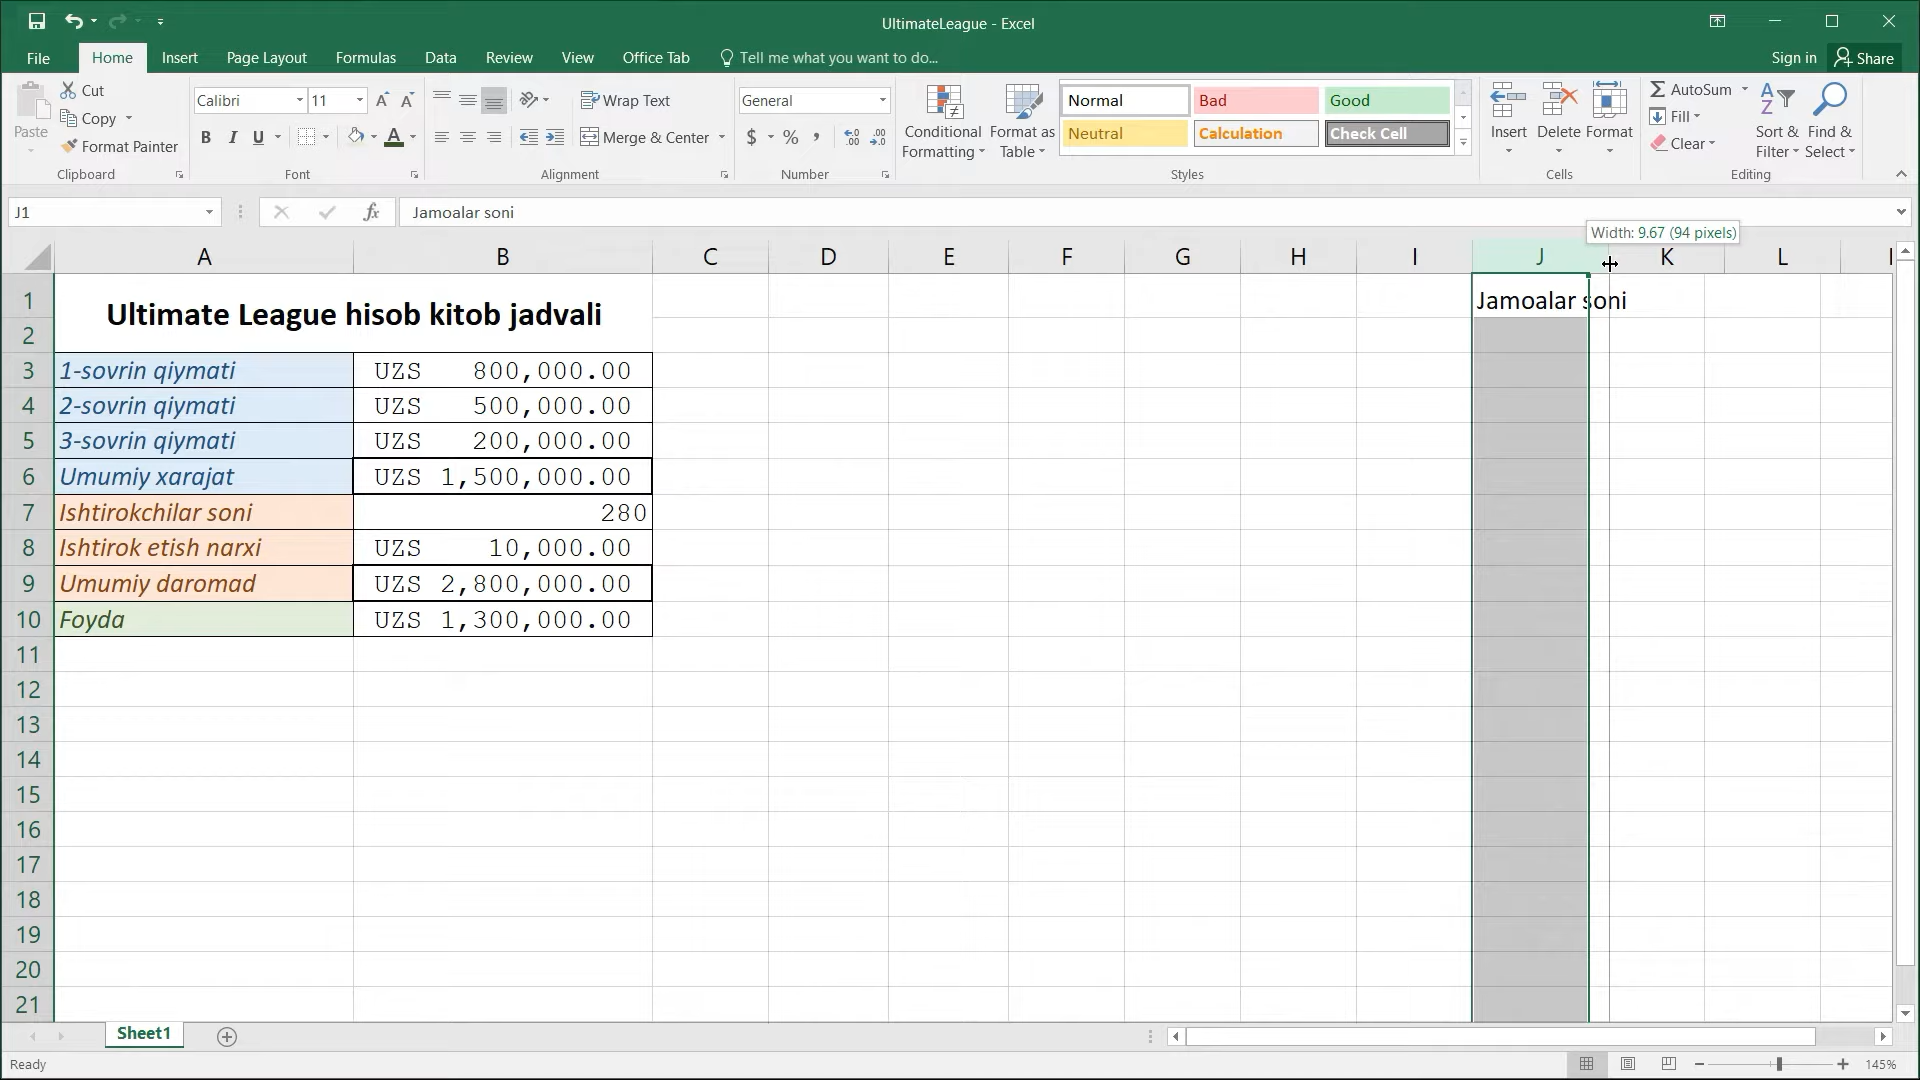 UltimateLeague - Excel
File Home Insert Page Layout Formulas Data Review View Office Tab Tell me what you want to do... Sign in Share
Paste Cut Copy Format Painter Clipboard
Calibri 11 B I U Font
Wrap Text Merge & Center Alignment
General $ % , Number
Conditional Formatting Format as Table
Normal Bad Good
Neutral Calculation Check Cell
Styles
Insert Delete Format Cells
AutoSum Fill Clear Sort & Filter Find & Select Editing
J1 fx Jamoalar soni
Width: 9.67 (94 pixels)
A B C D E F G H I J K L
1 Ultimate League hisob kitob jadvali Jamoalar soni
2
3 1-sovrin qiymati UZS 800,000.00
4 2-sovrin qiymati UZS 500,000.00
5 3-sovrin qiymati UZS 200,000.00
6 Umumiy xarajat UZS 1,500,000.00
7 Ishtirokchilar soni 280
8 Ishtirok etish narxi UZS 10,000.00
9 Umumiy daromad UZS 2,800,000.00
10 Foyda UZS 1,300,000.00
11
12
13
14
15
16
17
18
19
20
21
Sheet1
Ready 145%